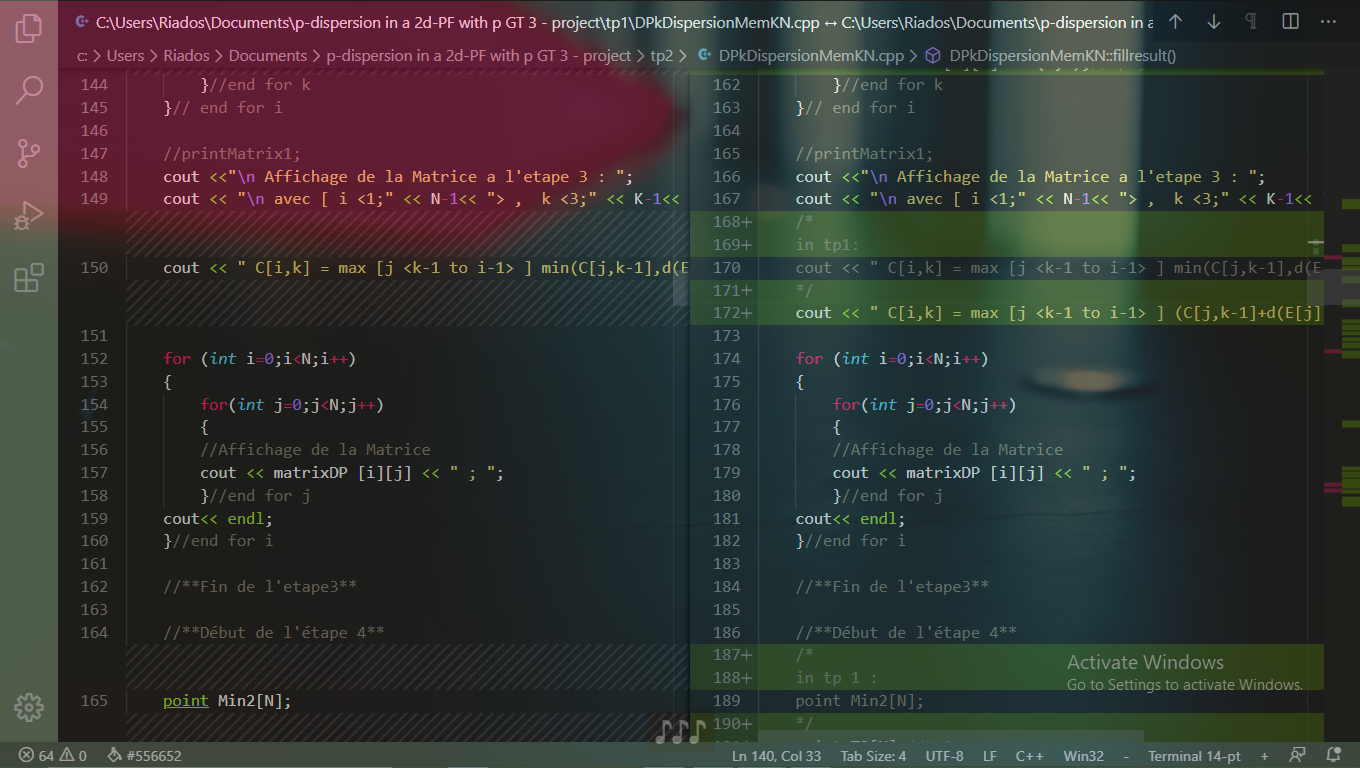 C:\Users\Riados\Documents\p-dispersion in a 2d-PF with p GT 3 - project\tp1\DPkDispersionMemKN.cpp ↔ C:\Users\Riados\Documents\p-dispersion in a
c: > Users > Riados > Documents > p-dispersion in a 2d-PF with p GT 3 - project > tp2 > DPkDispersionMemKN.cpp > DPkDispersionMemKN::fillresult()
144 }//end for k
145 }// end for i
146
147 //printMatrix1;
148 cout <<"\n Affichage de la Matrice a l'etape 3 : ";
149 cout << "\n avec [ i <1;" << N-1<< "> , k <3;" << K-1<<
150 cout << " C[i,k] = max [j <k-1 to i-1> ] min(C[j,k-1],d(E
151
152 for (int i=0;i<N;i++)
153 {
154 for(int j=0;j<N;j++)
155 {
156 //Affichage de la Matrice
157 cout << matrixDP [i][j] << " ; ";
158 }//end for j
159 cout<< endl;
160 }//end for i
161
162 //**Fin de l'etape3**
163
164 //**Début de l'étape 4**
165 point Min2[N];
162 }//end for k
163 }// end for i
164
165 //printMatrix1;
166 cout <<"\n Affichage de la Matrice a l'etape 3 : ";
167 cout << "\n avec [ i <1;" << N-1<< "> , k <3;" << K-1<<
168+ /*
169+ in tp1:
170 cout << " C[i,k] = max [j <k-1 to i-1> ] min(C[j,k-1],d(E
171+ */
172+ cout << " C[i,k] = max [j <k-1 to i-1> ] (C[j,k-1]+d(E[j]
173
174 for (int i=0;i<N;i++)
175 {
176 for(int j=0;j<N;j++)
177 {
178 //Affichage de la Matrice
179 cout << matrixDP [i][j] << " ; ";
180 }//end for j
181 cout<< endl;
182 }//end for i
183
184 //**Fin de l'etape3**
185
186 //**Début de l'étape 4**
187+ /*
188+ in tp 1 :
189 point Min2[N];
190+ */
Activate Windows
Go to Settings to activate Windows.
64 0 #556652 Ln 140, Col 33 Tab Size: 4 UTF-8 LF C++ Win32 - Terminal 14-pt +